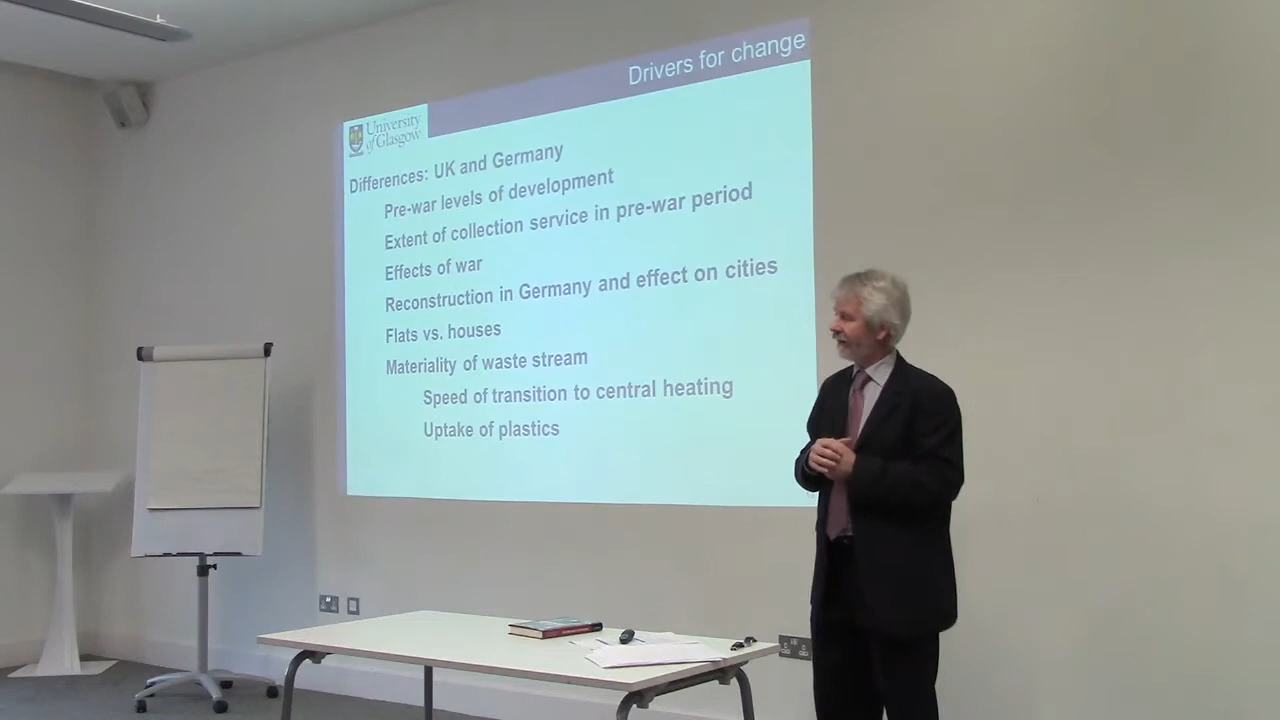 Drivers for change
University
of Glasgow
Differences: UK and Germany
Pre-war levels of development
Extent of collection service in pre-war period
Effects of war
Reconstruction in Germany and effect on cities
Flats vs. houses
Materiality of waste stream
Speed of transition to central heating
Uptake of plastics